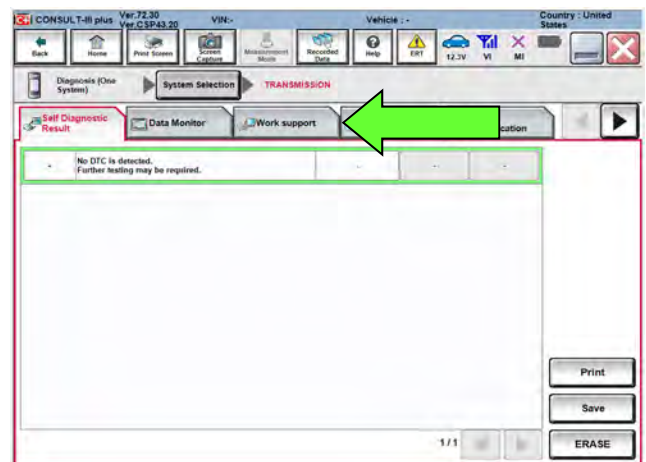 CONSULT-III plus
Ver.72.30
Ver.CSP43.20
VIN:-
Vehicle : -
Country : United States
Back
Home
Print Screen
Screen Capture
Measurement Mode
Recorded Data
Help
ERT
12.3V
VI
MI
Diagnosis (One System)
System Selection
TRANSMISSION
Self Diagnostic Result
Data Monitor
Work support
cation
- No DTC is detected. - - -
Further testing may be required.
Print
Save
1/1
ERASE